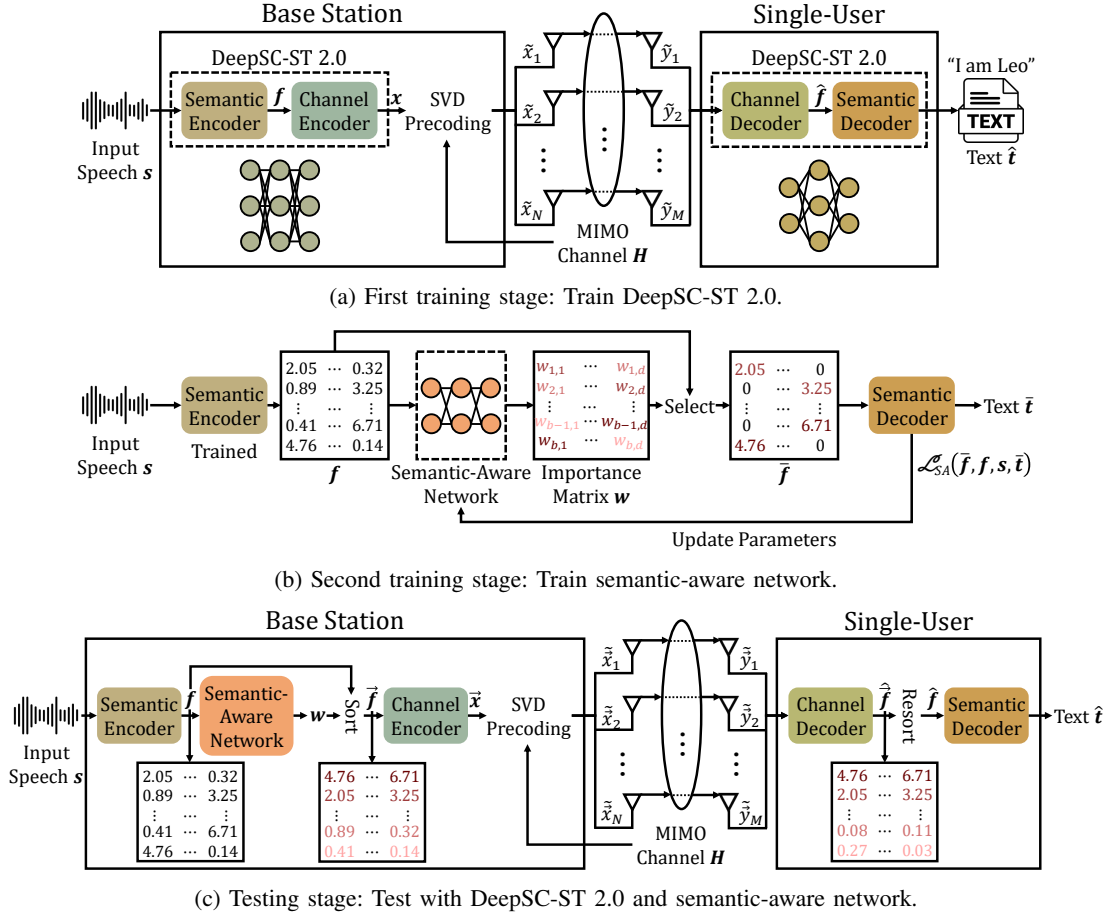 Base Station
Single-User
DeepSC-ST 2.0
DeepSC-ST 2.0
Input
Speech s
Semantic
Encoder
f
Channel
Encoder
x
SVD
Precoding
x̃1
x̃2
⋮
x̃N
⋮
ỹ1
ỹ2
⋮
ỹM
MIMO
Channel H
Channel
Decoder
f̂
Semantic
Decoder
“I am Leo”
TEXT
Text t̂
(a) First training stage: Train DeepSC-ST 2.0.
Input
Speech s
Semantic
Encoder
Trained
2.05 ⋯ 0.32
0.89 ⋯ 3.25
⋮ ⋯ ⋮
0.41 ⋯ 6.71
4.76 ⋯ 0.14
f
Semantic-Aware
Network
w1,1 ⋯ w1,d
w2,1 ⋯ w2,d
⋮ ⋯ ⋮
wb−1,1 ⋯ wb−1,d
wb,1 ⋯ wb,d
Importance
Matrix w
Select
2.05 ⋯ 0
0 ⋯ 3.25
⋮ ⋯ ⋮
0 ⋯ 6.71
4.76 ⋯ 0
f̄
Semantic
Decoder
Text t̄
ℒσSA(f̄, f, s, t̄)
Update Parameters
(b) Second training stage: Train semantic-aware network.
Base Station
Single-User
Input
Speech s
Semantic
Encoder
f
Semantic-
Aware
Network
w
Sort
f⃗
Channel
Encoder
x⃗
SVD
Precoding
2.05 ⋯ 0.32
0.89 ⋯ 3.25
⋮ ⋯ ⋮
0.41 ⋯ 6.71
4.76 ⋯ 0.14
4.76 ⋯ 6.71
2.05 ⋯ 3.25
⋮ ⋯ ⋮
0.89 ⋯ 0.32
0.41 ⋯ 0.14
x⃗̃1
x⃗̃2
⋮
x⃗̃N
⋮
y⃗̃1
y⃗̃2
⋮
y⃗̃M
MIMO
Channel H
Channel
Decoder
f⃗̂
Resort
f̂
Semantic
Decoder
Text t̂
4.76 ⋯ 6.71
2.05 ⋯ 3.25
⋮ ⋯ ⋮
0.08 ⋯ 0.11
0.27 ⋯ 0.03
(c) Testing stage: Test with DeepSC-ST 2.0 and semantic-aware network.